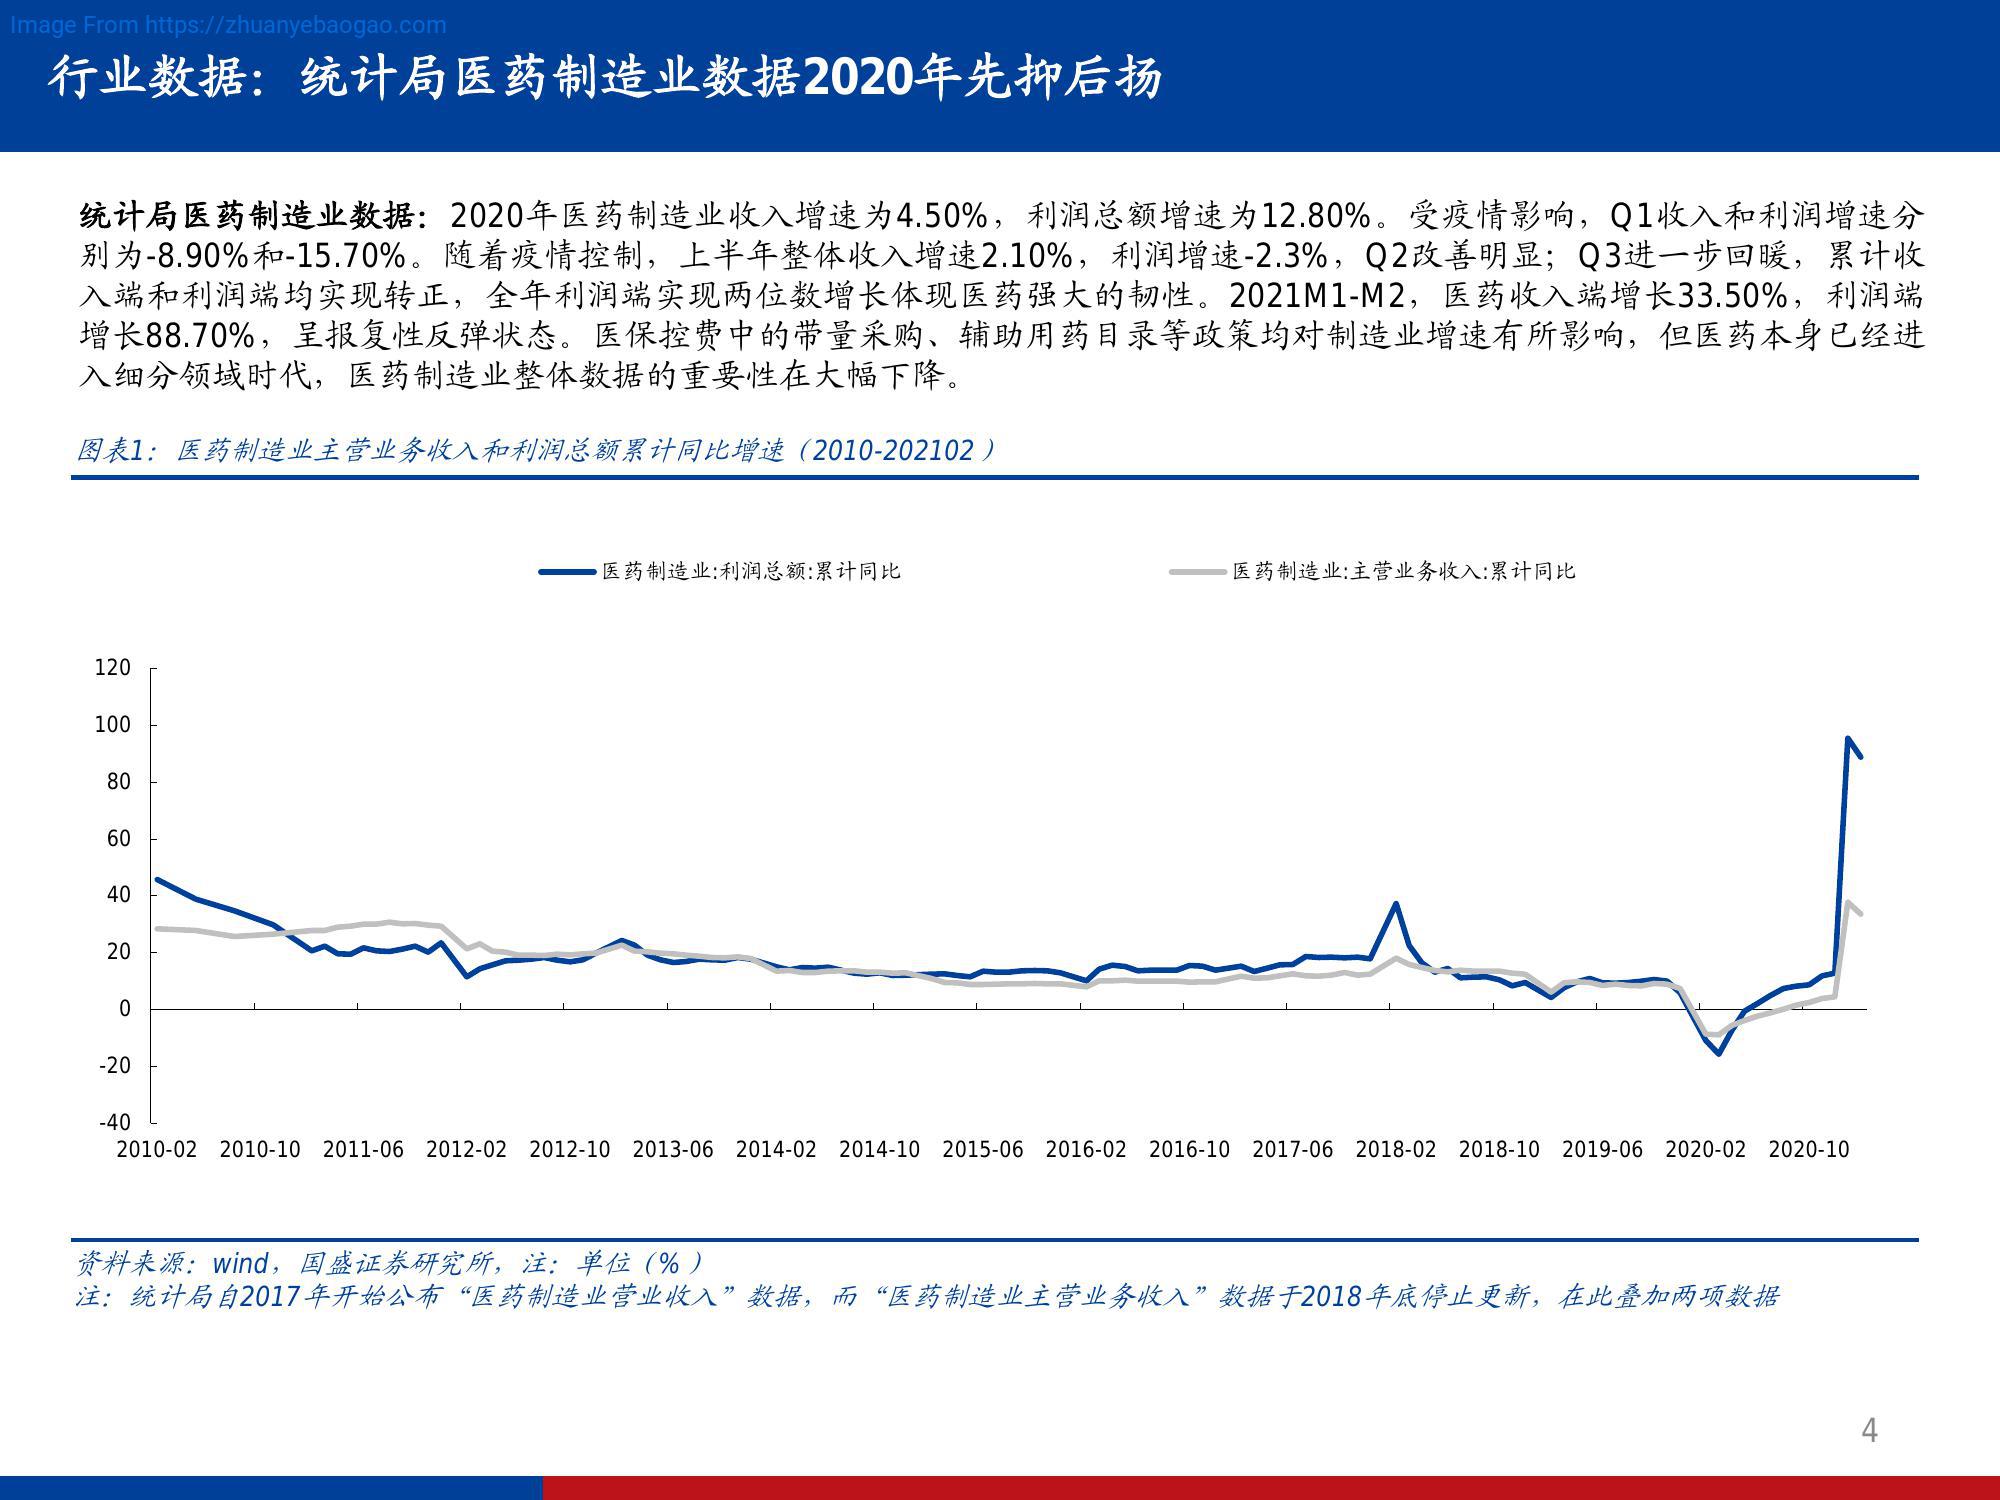 Image From https://zhuanyebaogao.com
行业数据：统计局医药制造业数据2020年先抑后扬
统计局医药制造业数据：2020年医药制造业收入增速为4.50%，利润总额增速为12.80%。受疫情影响，Q1收入和利润增速分
别为-8.90%和-15.70%。随着疫情控制，上半年整体收入增速2.10%，利润增速-2.3%，Q2改善明显；Q3进一步回暖，累计收
入端和利润端均实现转正，全年利润端实现两位数增长体现医药强大的韧性。2021M1-M2，医药收入端增长33.50%，利润端
增长88.70%，呈报复性反弹状态。医保控费中的带量采购、辅助用药目录等政策均对制造业增速有所影响，但医药本身已经进
入细分领域时代，医药制造业整体数据的重要性在大幅下降。
图表1：医药制造业主营业务收入和利润总额累计同比增速（2010-202102）
医药制造业:利润总额:累计同比 医药制造业:主营业务收入:累计同比
120
100
80
60
40
20
0
-20
-40
2010-02 2010-10 2011-06 2012-02 2012-10 2013-06 2014-02 2014-10 2015-06 2016-02 2016-10 2017-06 2018-02 2018-10 2019-06 2020-02 2020-10
资料来源：wind，国盛证券研究所，注：单位（%）
注：统计局自2017年开始公布“医药制造业营业收入”数据，而“医药制造业主营业务收入”数据于2018年底停止更新，在此叠加两项数据
4